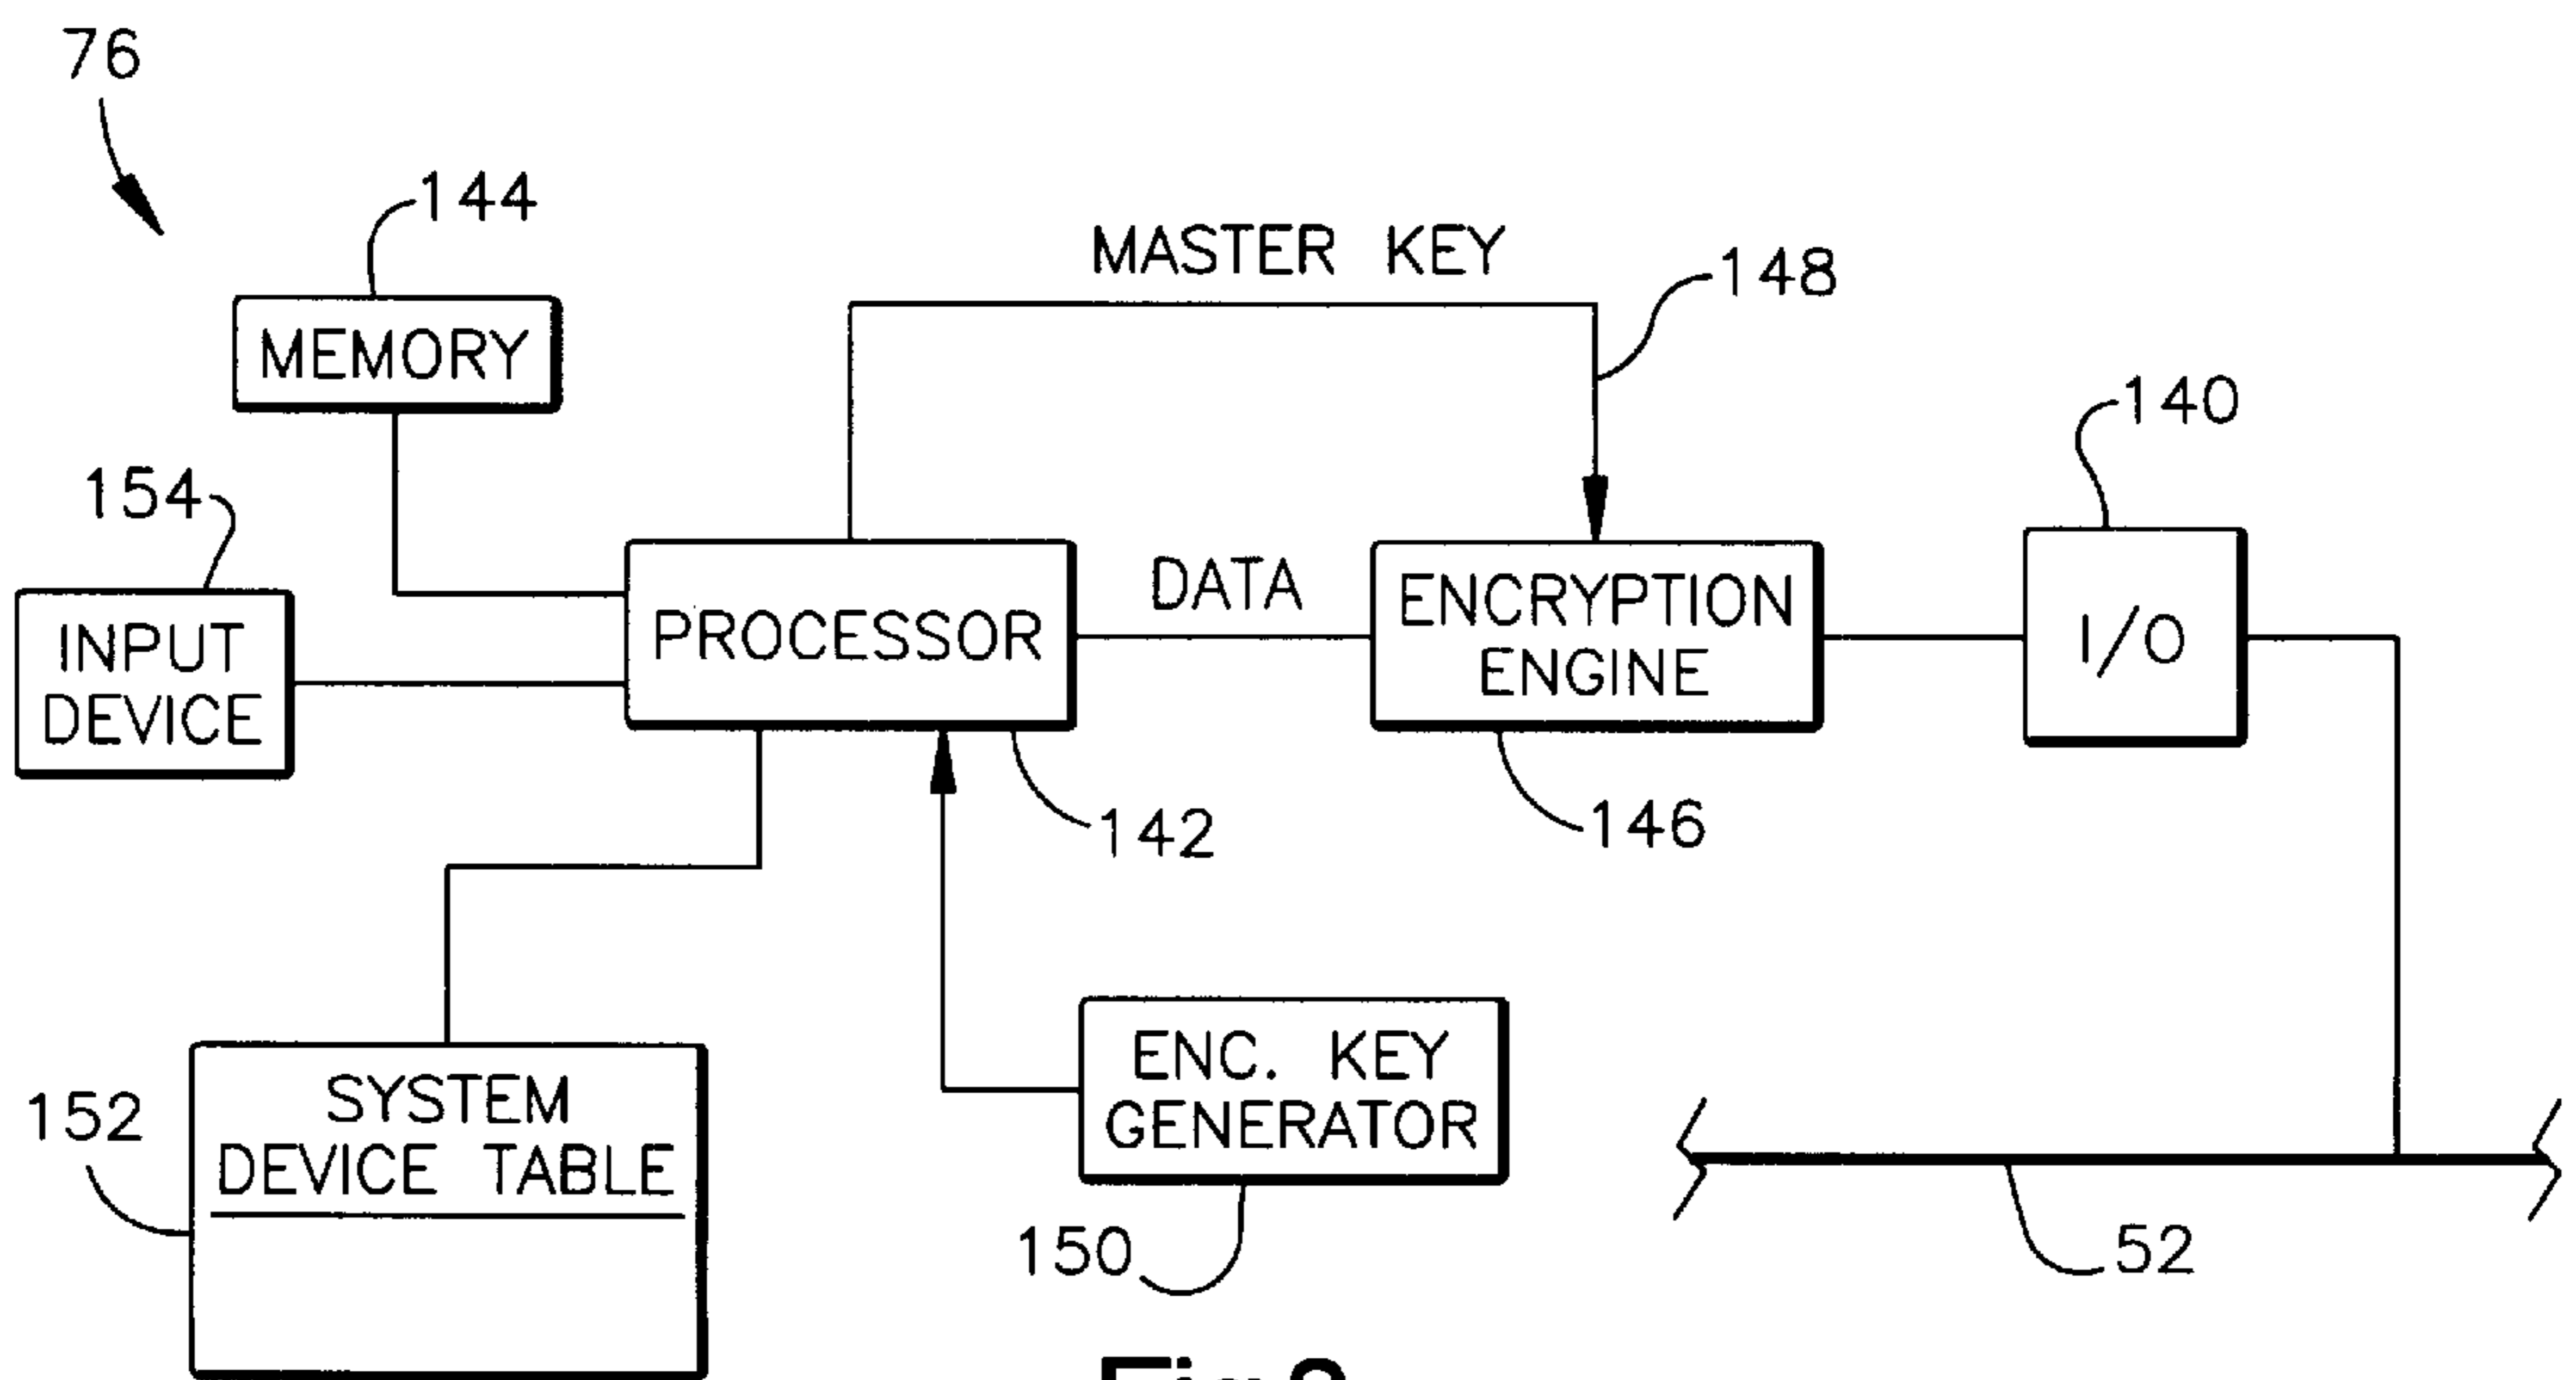 76
144
MEMORY
MASTER KEY
148
140
154
INPUT
DEVICE
PROCESSOR
DATA
ENCRYPTION
ENGINE
I/O
142
146
SYSTEM
DEVICE TABLE
152
ENC. KEY
GENERATOR
150
52